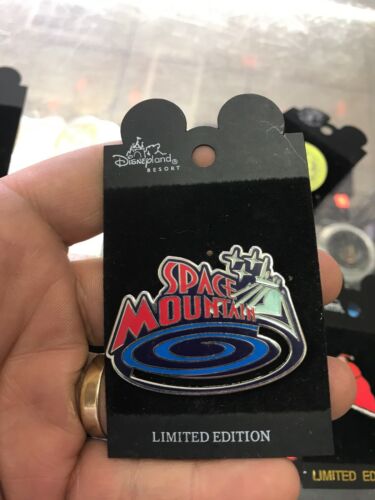 Disneyland®
RESORT
SPACE
MOUNTAIN
LIMITED EDITION
LIMITED ED